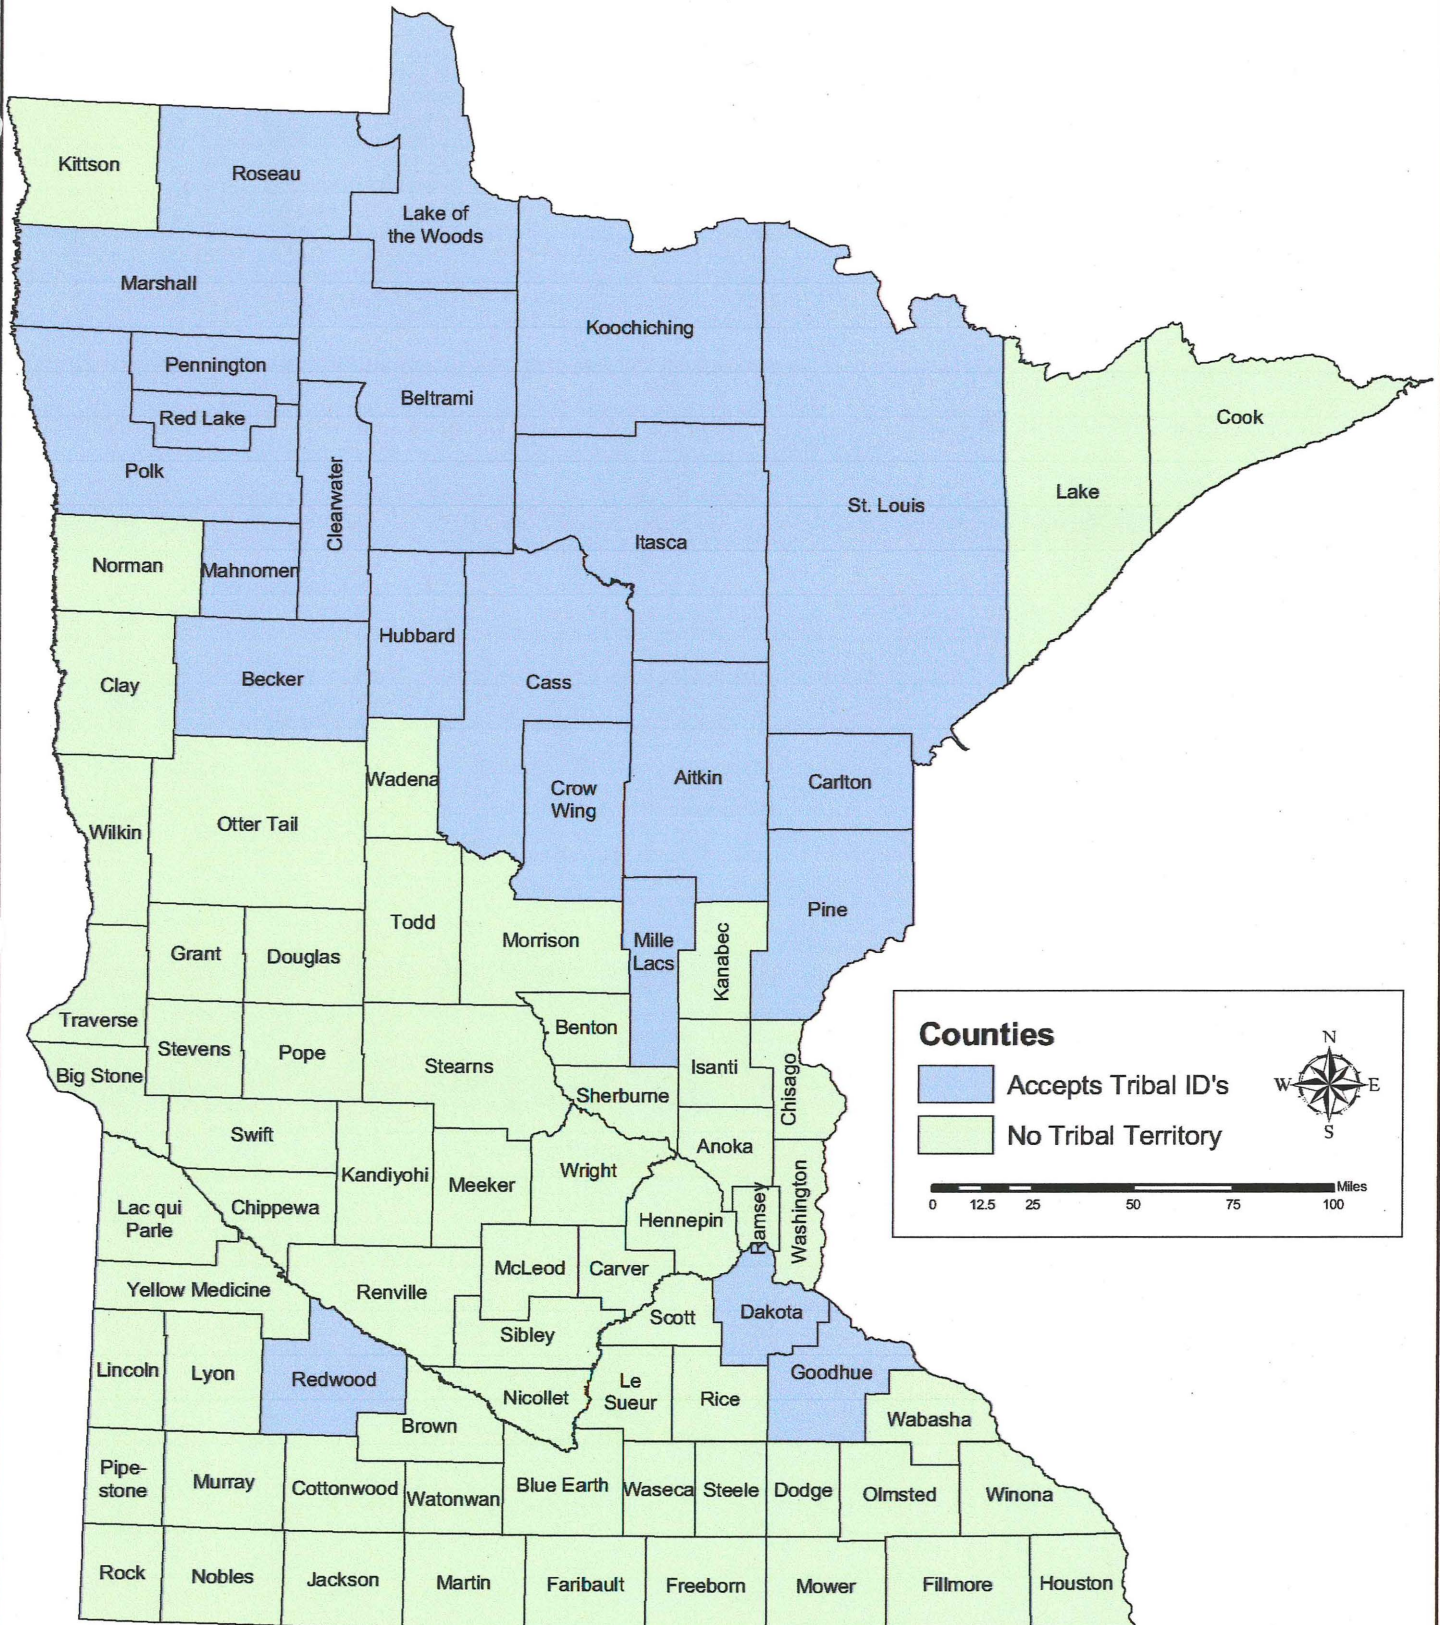 Kittson
Roseau
Lake of
the Woods
Marshall
Koochiching
Pennington
Beltrami
Red Lake
Cook
Polk
Clearwater
Lake
St. Louis
Itasca
Norman
Mahnomen
Hubbard
Clay
Becker
Cass
Wadena
Crow
Wing
Aitkin
Carlton
Wilkin
Otter Tail
Pine
Todd
Morrison
Mille
Lacs
Kanabec
Grant
Douglas
Traverse
Benton
Stevens
Pope
Stearns
Isanti
Chisago
Big Stone
Sherburne
Swift
Anoka
Kandiyohi
Wright
Meeker
Lac qui
Parle
Chippewa
Hennepin
Ramsey
Washington
Yellow Medicine
Renville
McLeod
Carver
Scott
Dakota
Sibley
Lincoln
Lyon
Redwood
Goodhue
Nicollet
Le
Sueur
Rice
Brown
Wabasha
Pipe-
stone
Murray
Cottonwood
Watonwan
Blue Earth
Waseca
Steele
Dodge
Olmsted
Winona
Rock
Nobles
Jackson
Martin
Faribault
Freeborn
Mower
Fillmore
Houston
Counties
Accepts Tribal ID's
No Tribal Territory
N
W
E
S
Miles
0 12.5 25 50 75 100